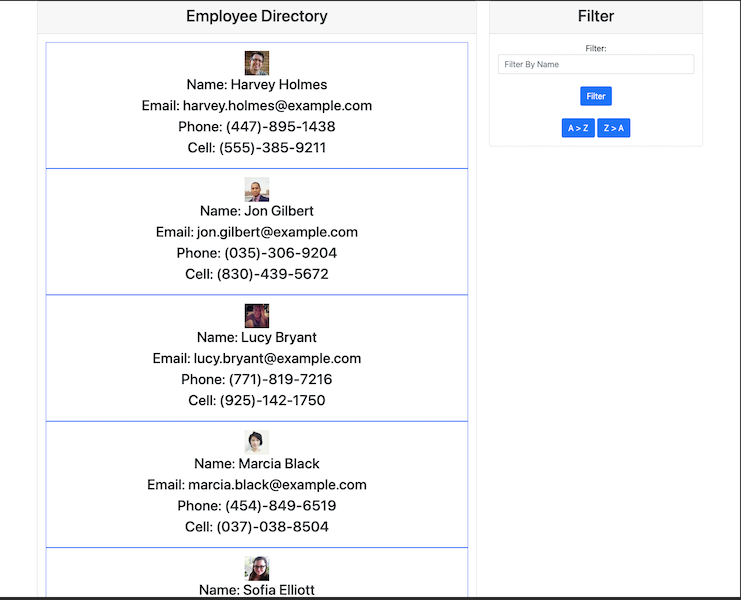 Employee Directory
Name: Harvey Holmes
Email: harvey.holmes@example.com
Phone: (447)-895-1438
Cell: (555)-385-9211
Name: Jon Gilbert
Email: jon.gilbert@example.com
Phone: (035)-306-9204
Cell: (830)-439-5672
Name: Lucy Bryant
Email: lucy.bryant@example.com
Phone: (771)-819-7216
Cell: (925)-142-1750
Name: Marcia Black
Email: marcia.black@example.com
Phone: (454)-849-6519
Cell: (037)-038-8504
Name: Sofia Elliott
Filter
Filter:
Filter By Name
Filter
A > Z Z > A